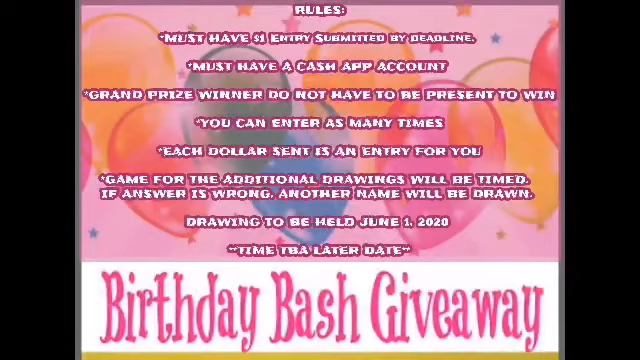 RULES:
*MUST HAVE $1 ENTRY SUBMITTED BY DEADLINE.
*MUST HAVE A CASH APP ACCOUNT
*GRAND PRIZE WINNER DO NOT HAVE TO BE PRESENT TO WIN
*YOU CAN ENTER AS MANY TIMES
*EACH DOLLAR SENT IS AN ENTRY FOR YOU
*GAME FOR THE ADDITIONAL DRAWINGS WILL BE TIMED.
IF ANSWER IS WRONG, ANOTHER NAME WILL BE DRAWN.
DRAWING TO BE HELD JUNE 1, 2020
**TIME TBA LATER DATE**
Birthday Bash Giveaway